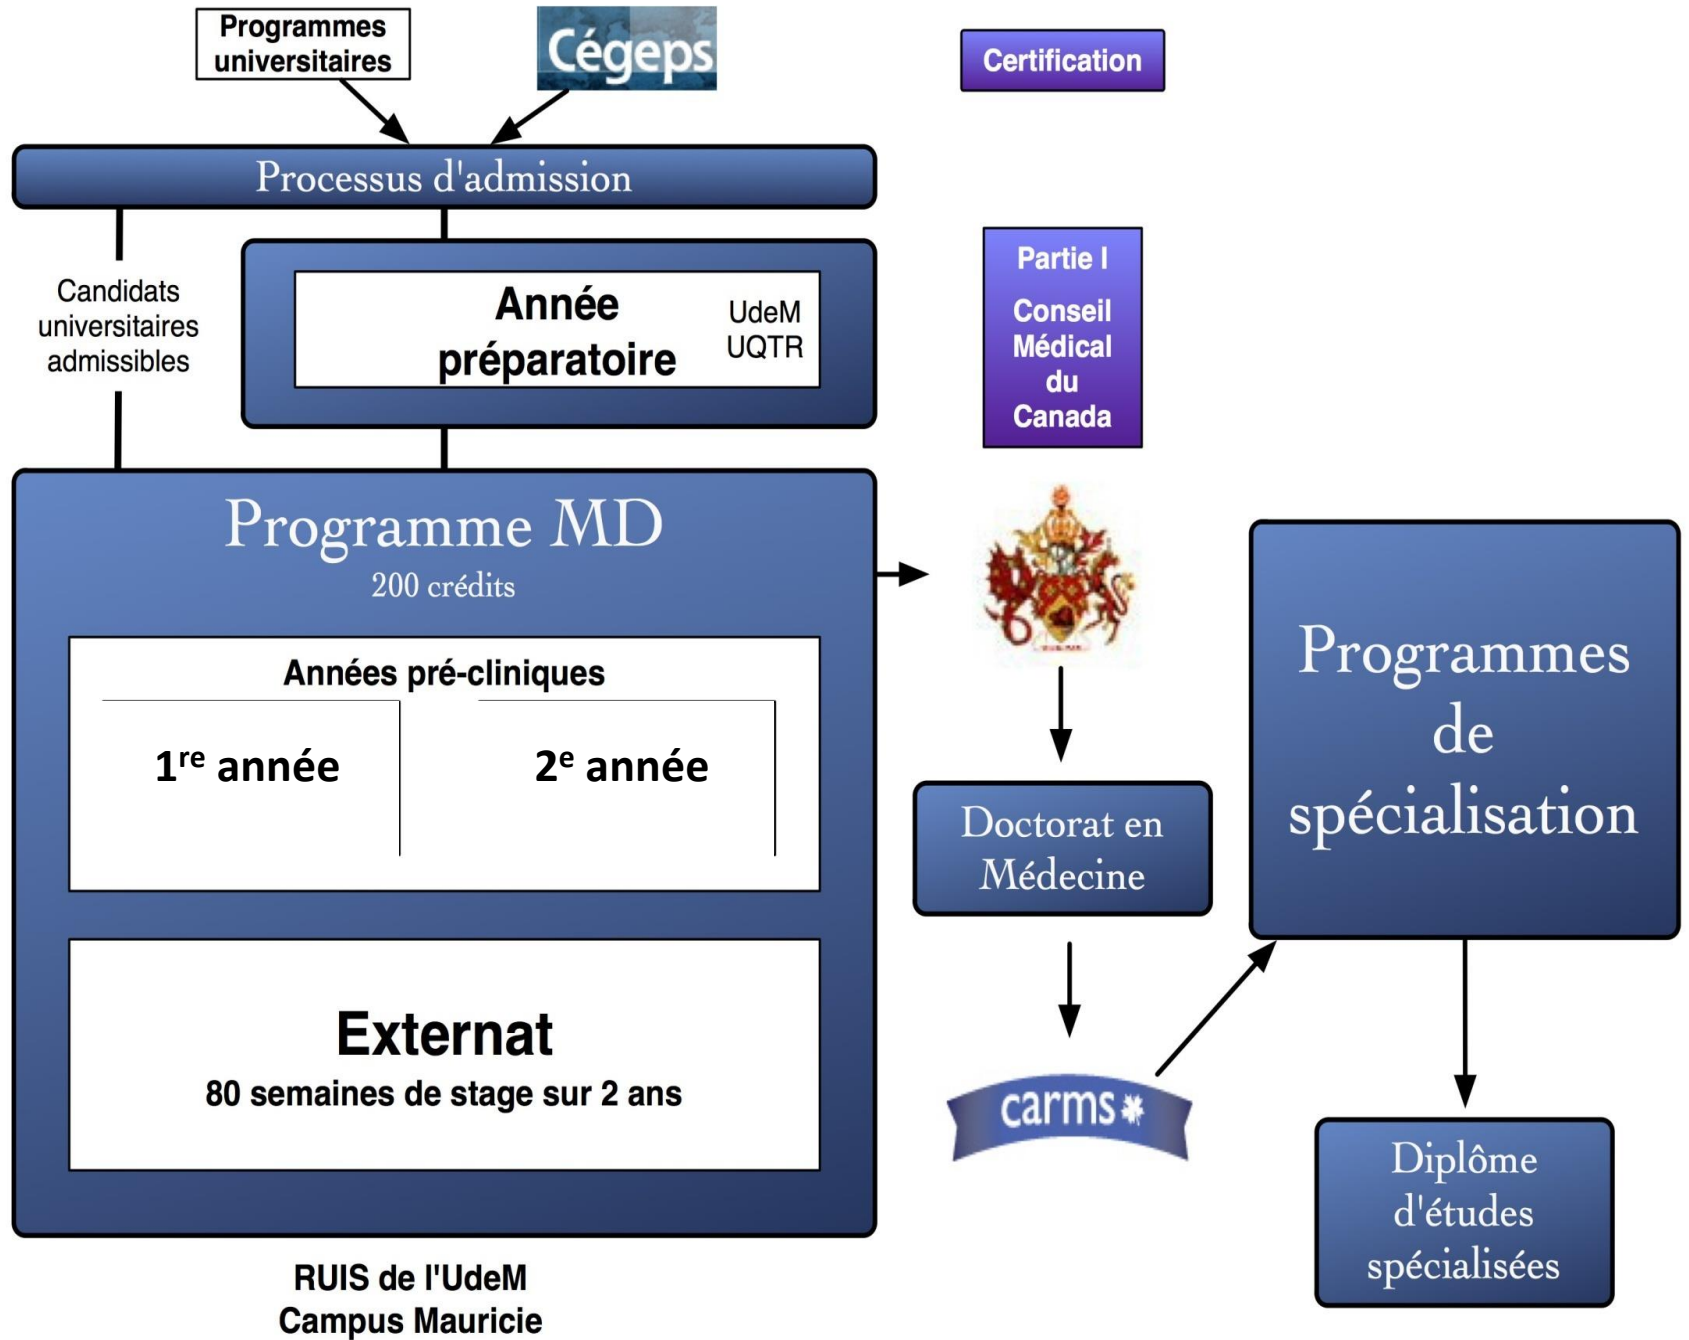 Programmes
universitaires
Cégeps
Certification
Processus d'admission
Candidats
universitaires
admissibles
Année
préparatoire
UdeM
UQTR
Partie I
Conseil
Médical
du
Canada
Programme MD
200 crédits
Années pré-cliniques
1re année
2e année
Externat
80 semaines de stage sur 2 ans
RUIS de l'UdeM
Campus Mauricie
Doctorat en
Médecine
carms
Programmes
de
spécialisation
Diplôme
d'études
spécialisées